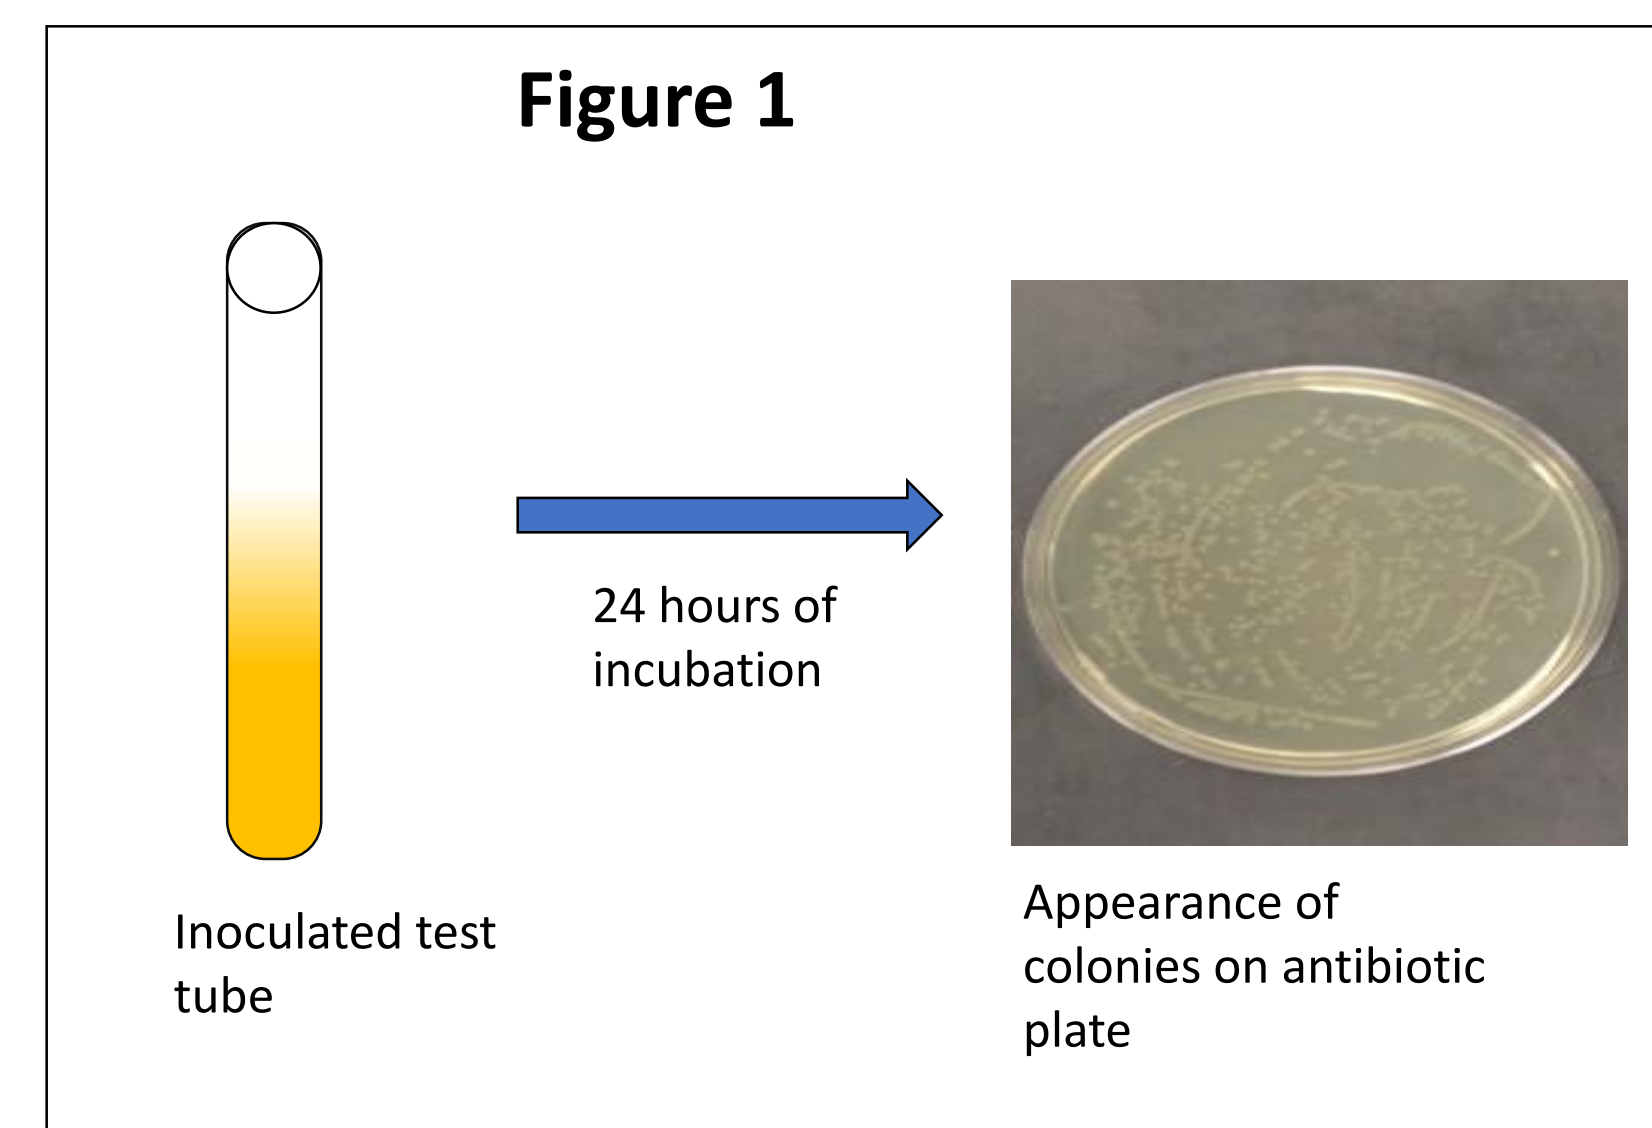 Figure 1
24 hours of
incubation
Inoculated test
tube
Appearance of
colonies on antibiotic
plate